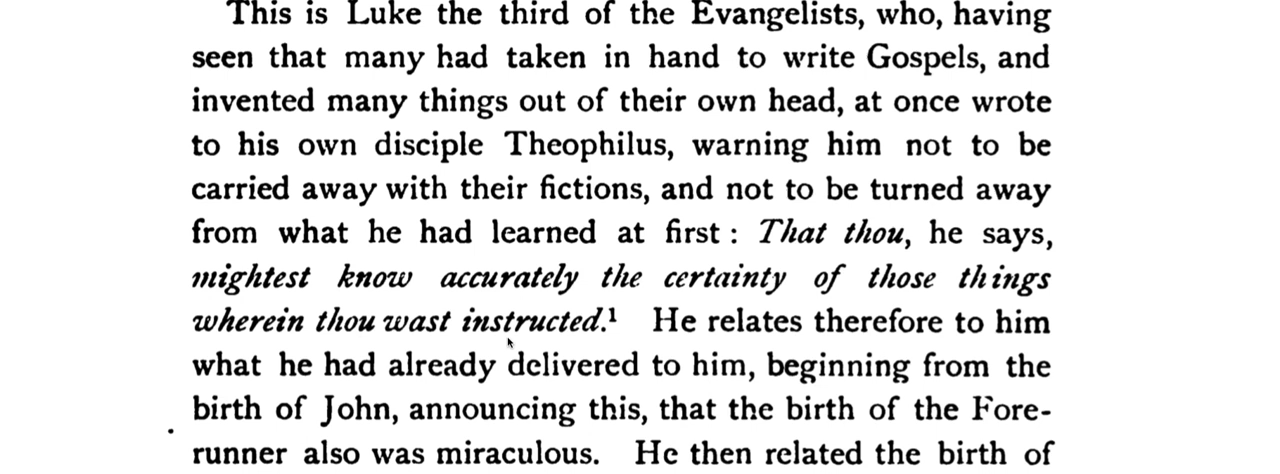 This is Luke the third of the Evangelists, who, having
seen that many had taken in hand to write Gospels, and
invented many things out of their own head, at once wrote
to his own disciple Theophilus, warning him not to be
carried away with their fictions, and not to be turned away
from what he had learned at first : That thou, he says,
mightest know accurately the certainty of those things
wherein thou wast instructed.¹ He relates therefore to him
what he had already delivered to him, beginning from the
birth of John, announcing this, that the birth of the Fore-
runner also was miraculous. He then related the birth of